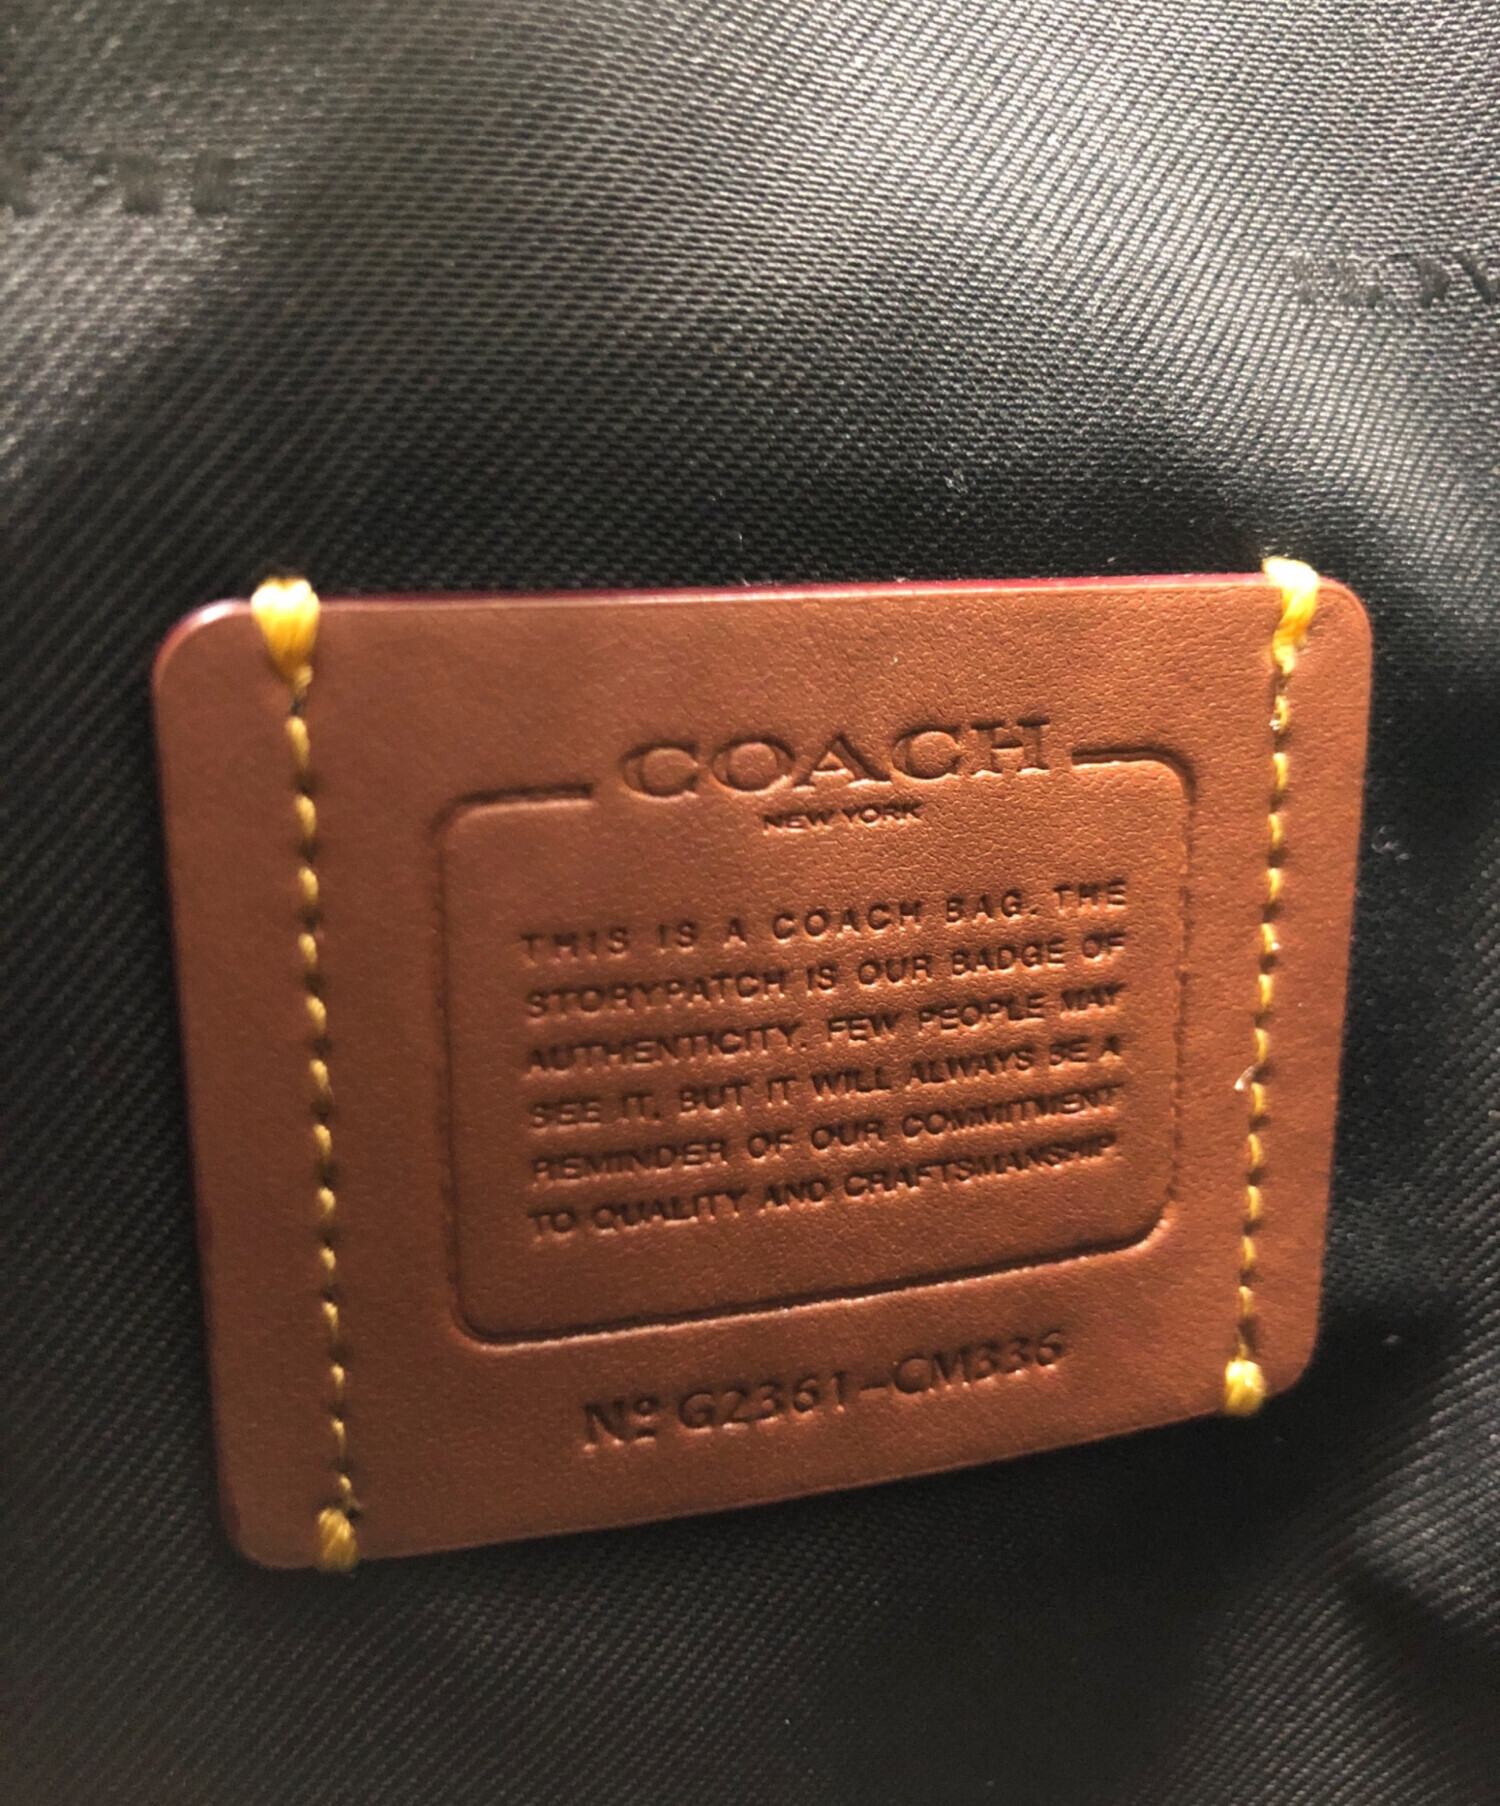 COACH
NEW YORK
THIS IS A COACH BAG. THE
STORYPATCH IS OUR BADGE OF
AUTHENTICITY. FEW PEOPLE MAY
SEE IT, BUT IT WILL ALWAYS BE A
REMINDER OF OUR COMMITMENT
TO QUALITY AND CRAFTSMANSHIP.
Nº G2361-CM336